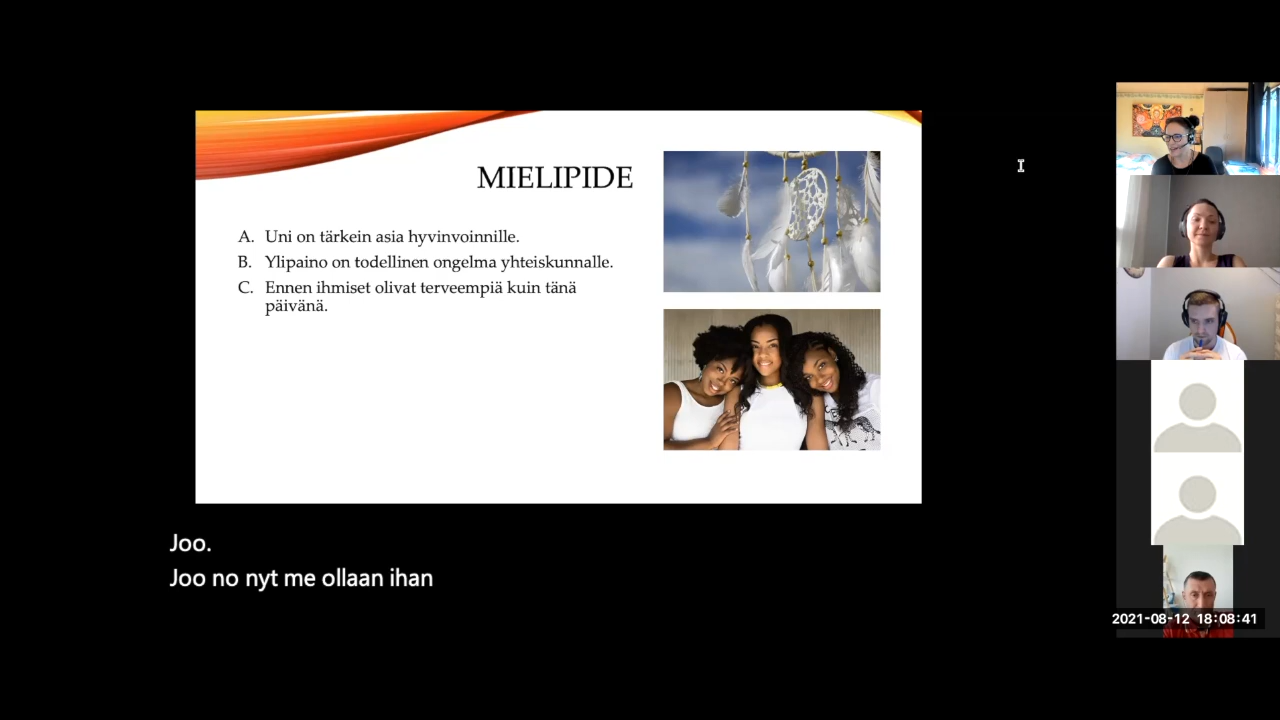 MIELIPIDE
A. Uni on tärkein asia hyvinvoinnille.
B. Ylipaino on todellinen ongelma yhteiskunnalle.
C. Ennen ihmiset olivat terveempiä kuin tänä
päivänä.
Joo.
Joo no nyt me ollaan ihan
2021-08-12 18:08:41